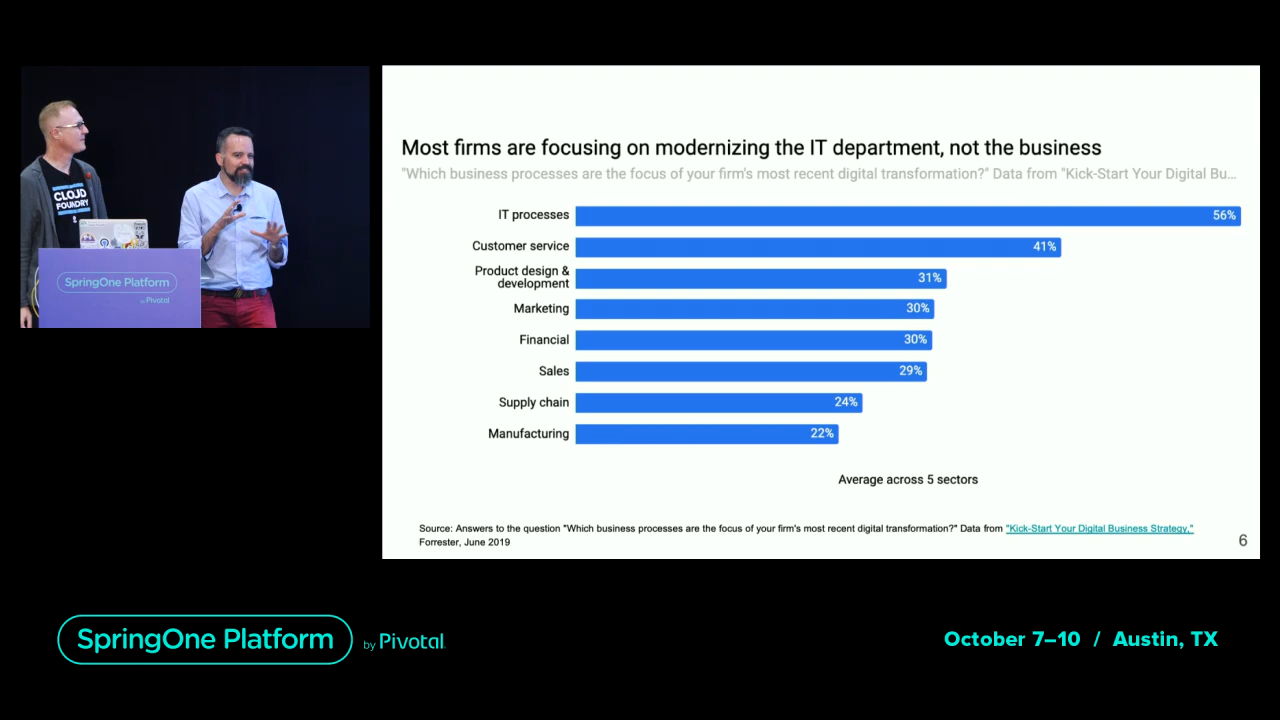 CLOUD
FOUNDRY
SpringOne Platform
by Pivotal
Most firms are focusing on modernizing the IT department, not the business
"Which business processes are the focus of your firm's most recent digital transformation?" Data from "Kick-Start Your Digital Bu...
IT processes 56%
Customer service 41%
Product design &
development 31%
Marketing 30%
Financial 30%
Sales 29%
Supply chain 24%
Manufacturing 22%
Average across 5 sectors
Source: Answers to the question "Which business processes are the focus of your firm's most recent digital transformation?" Data from "Kick-Start Your Digital Business Strategy,"
Forrester, June 2019
6
SpringOne Platform by Pivotal
October 7–10 / Austin, TX